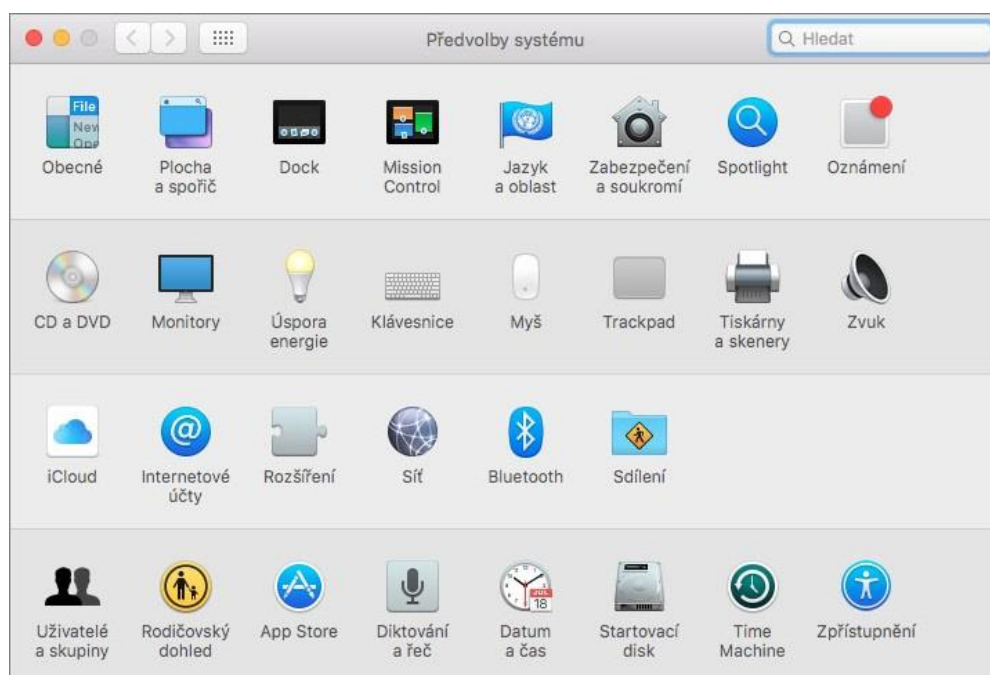 Předvolby systému
Hledat
File
New
Ope
Obecné
Plocha
a spořič
Dock
Mission
Control
Jazyk
a oblast
Zabezpečení
a soukromí
Spotlight
Oznámení
CD a DVD
Monitory
Úspora
energie
Klávesnice
Myš
Trackpad
Tiskárny
a skenery
Zvuk
iCloud
@
Internetové
účty
Rozšíření
Síť
Bluetooth
Sdílení
Uživatelé
a skupiny
Rodičovský
dohled
App Store
Diktování
a řeč
JUL
18
Datum
a čas
Startovací
disk
Time
Machine
Zpřístupnění